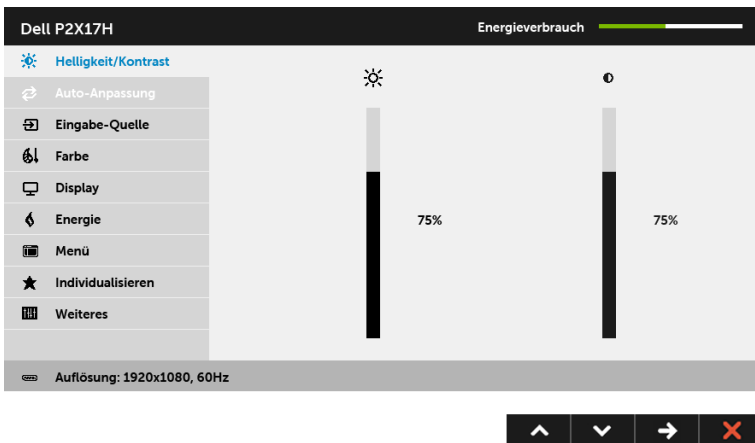 Dell P2X17H
Energieverbrauch
Helligkeit/Kontrast
Auto-Anpassung
Eingabe-Quelle
Farbe
Display
Energie
Menü
Individualisieren
Weiteres
75%
75%
Auflösung: 1920x1080, 60Hz